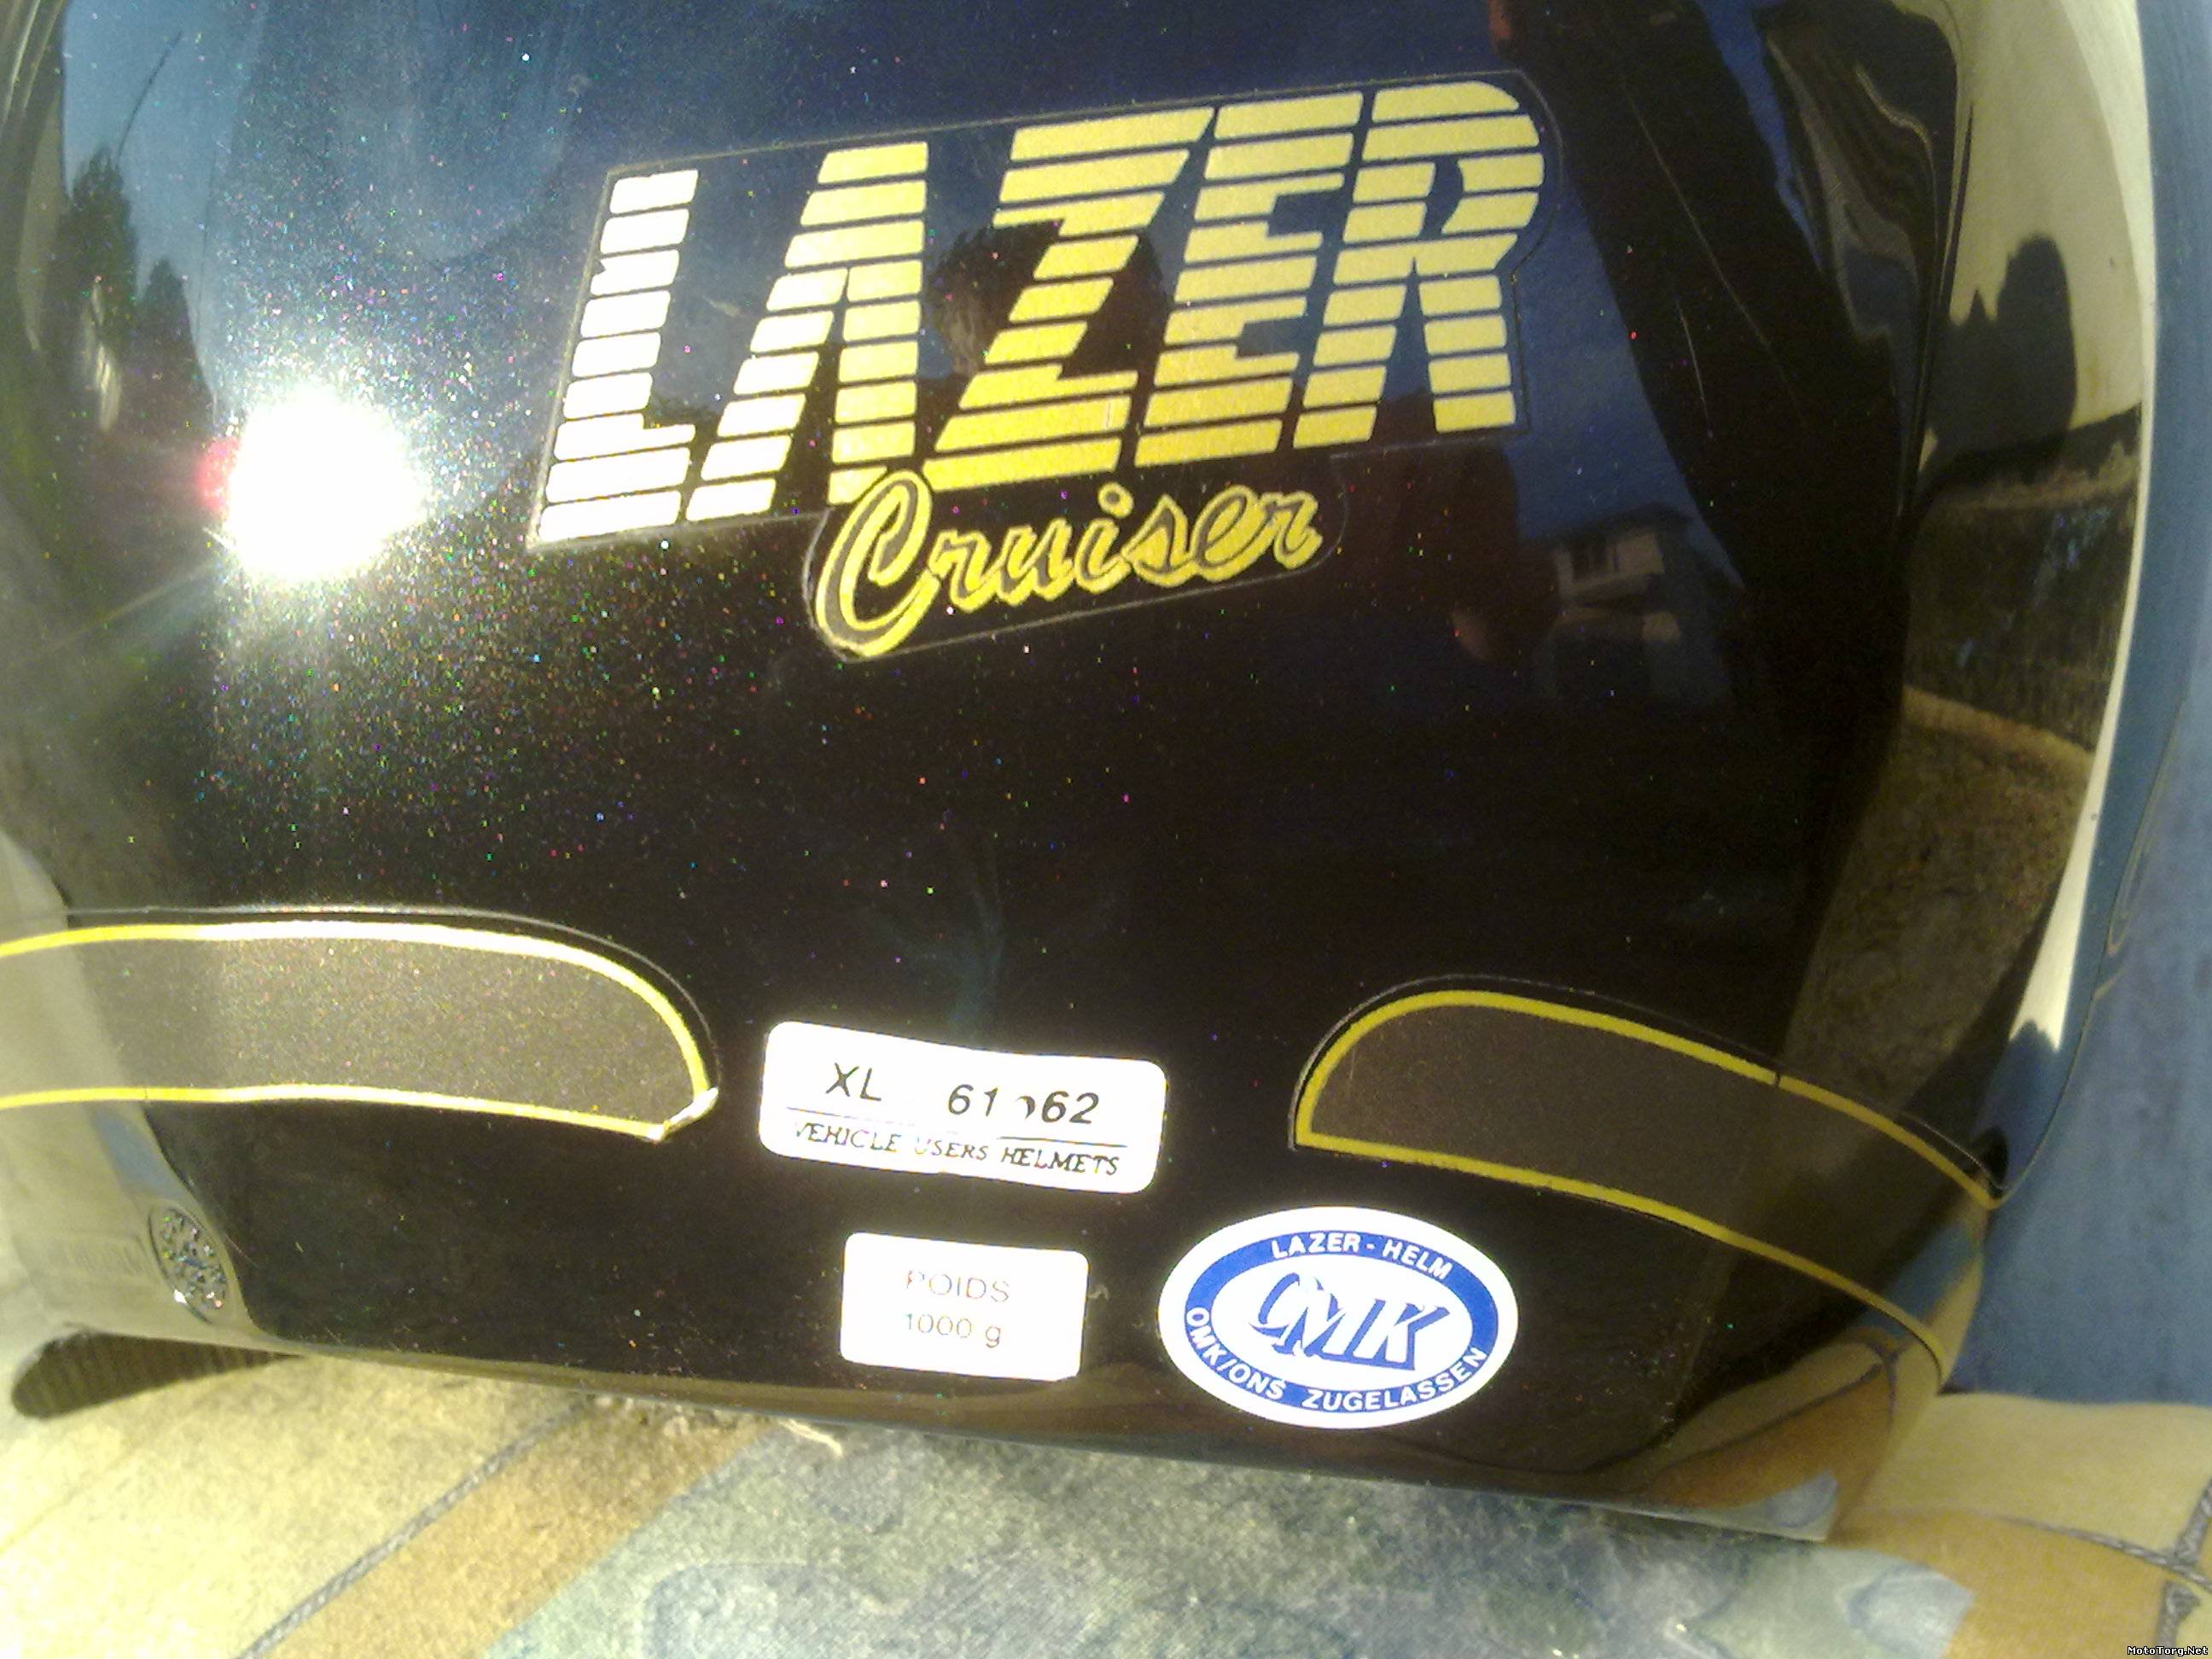 LAZER
Cruiser
XL 61 62
VEHICLE USERS HELMETS
POIDS
1000 g
LAZER - HELM
OMK
OMK/ONS ZUGELASSEN
MotoTorg.Net